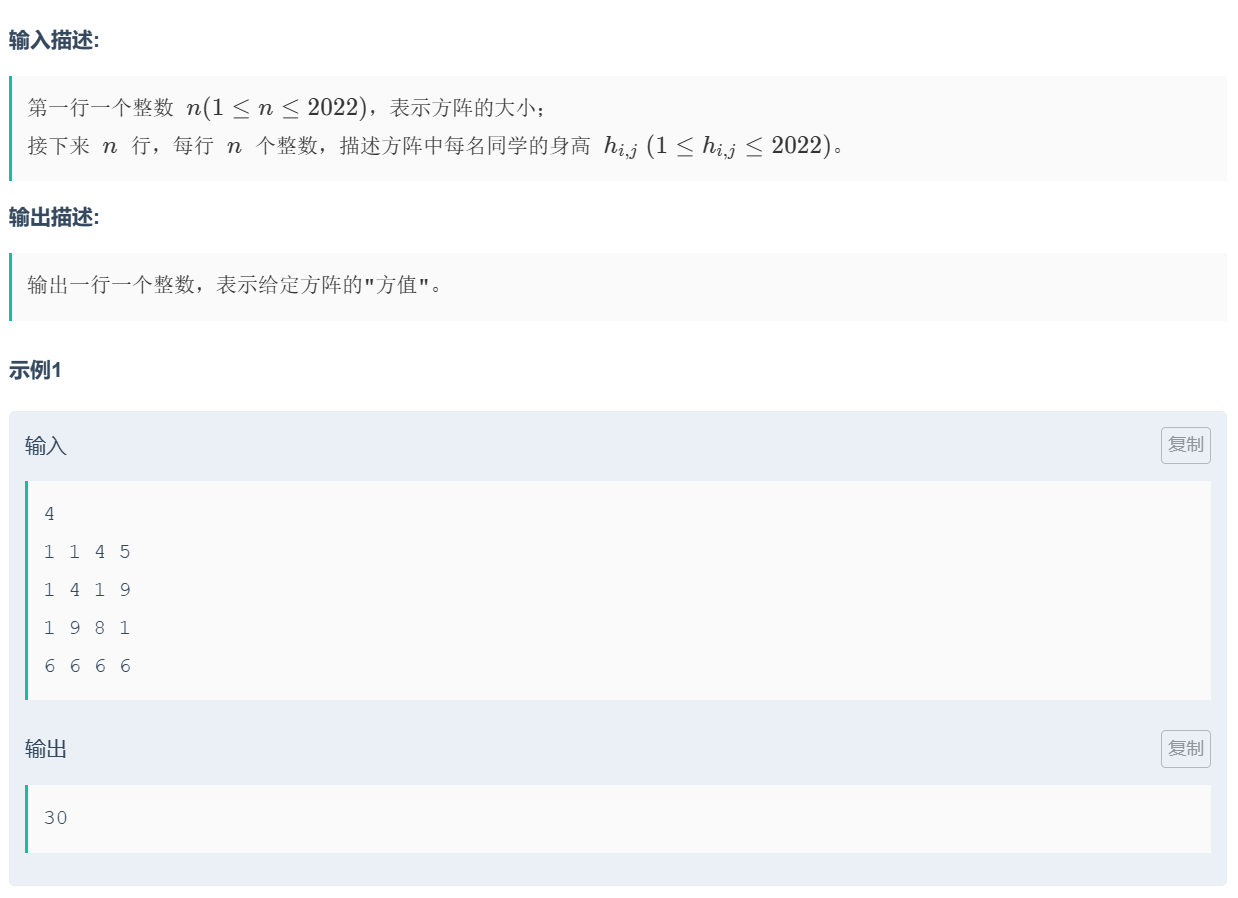 输入描述:
第一行一个整数 n(1 ≤ n ≤ 2022)，表示方阵的大小；
接下来 n 行，每行 n 个整数，描述方阵中每名同学的身高 h_{i,j} (1 ≤ h_{i,j} ≤ 2022)。
输出描述:
输出一行一个整数，表示给定方阵的"方值"。
示例1
输入
复制
4
1 1 4 5
1 4 1 9
1 9 8 1
6 6 6 6
输出
复制
30